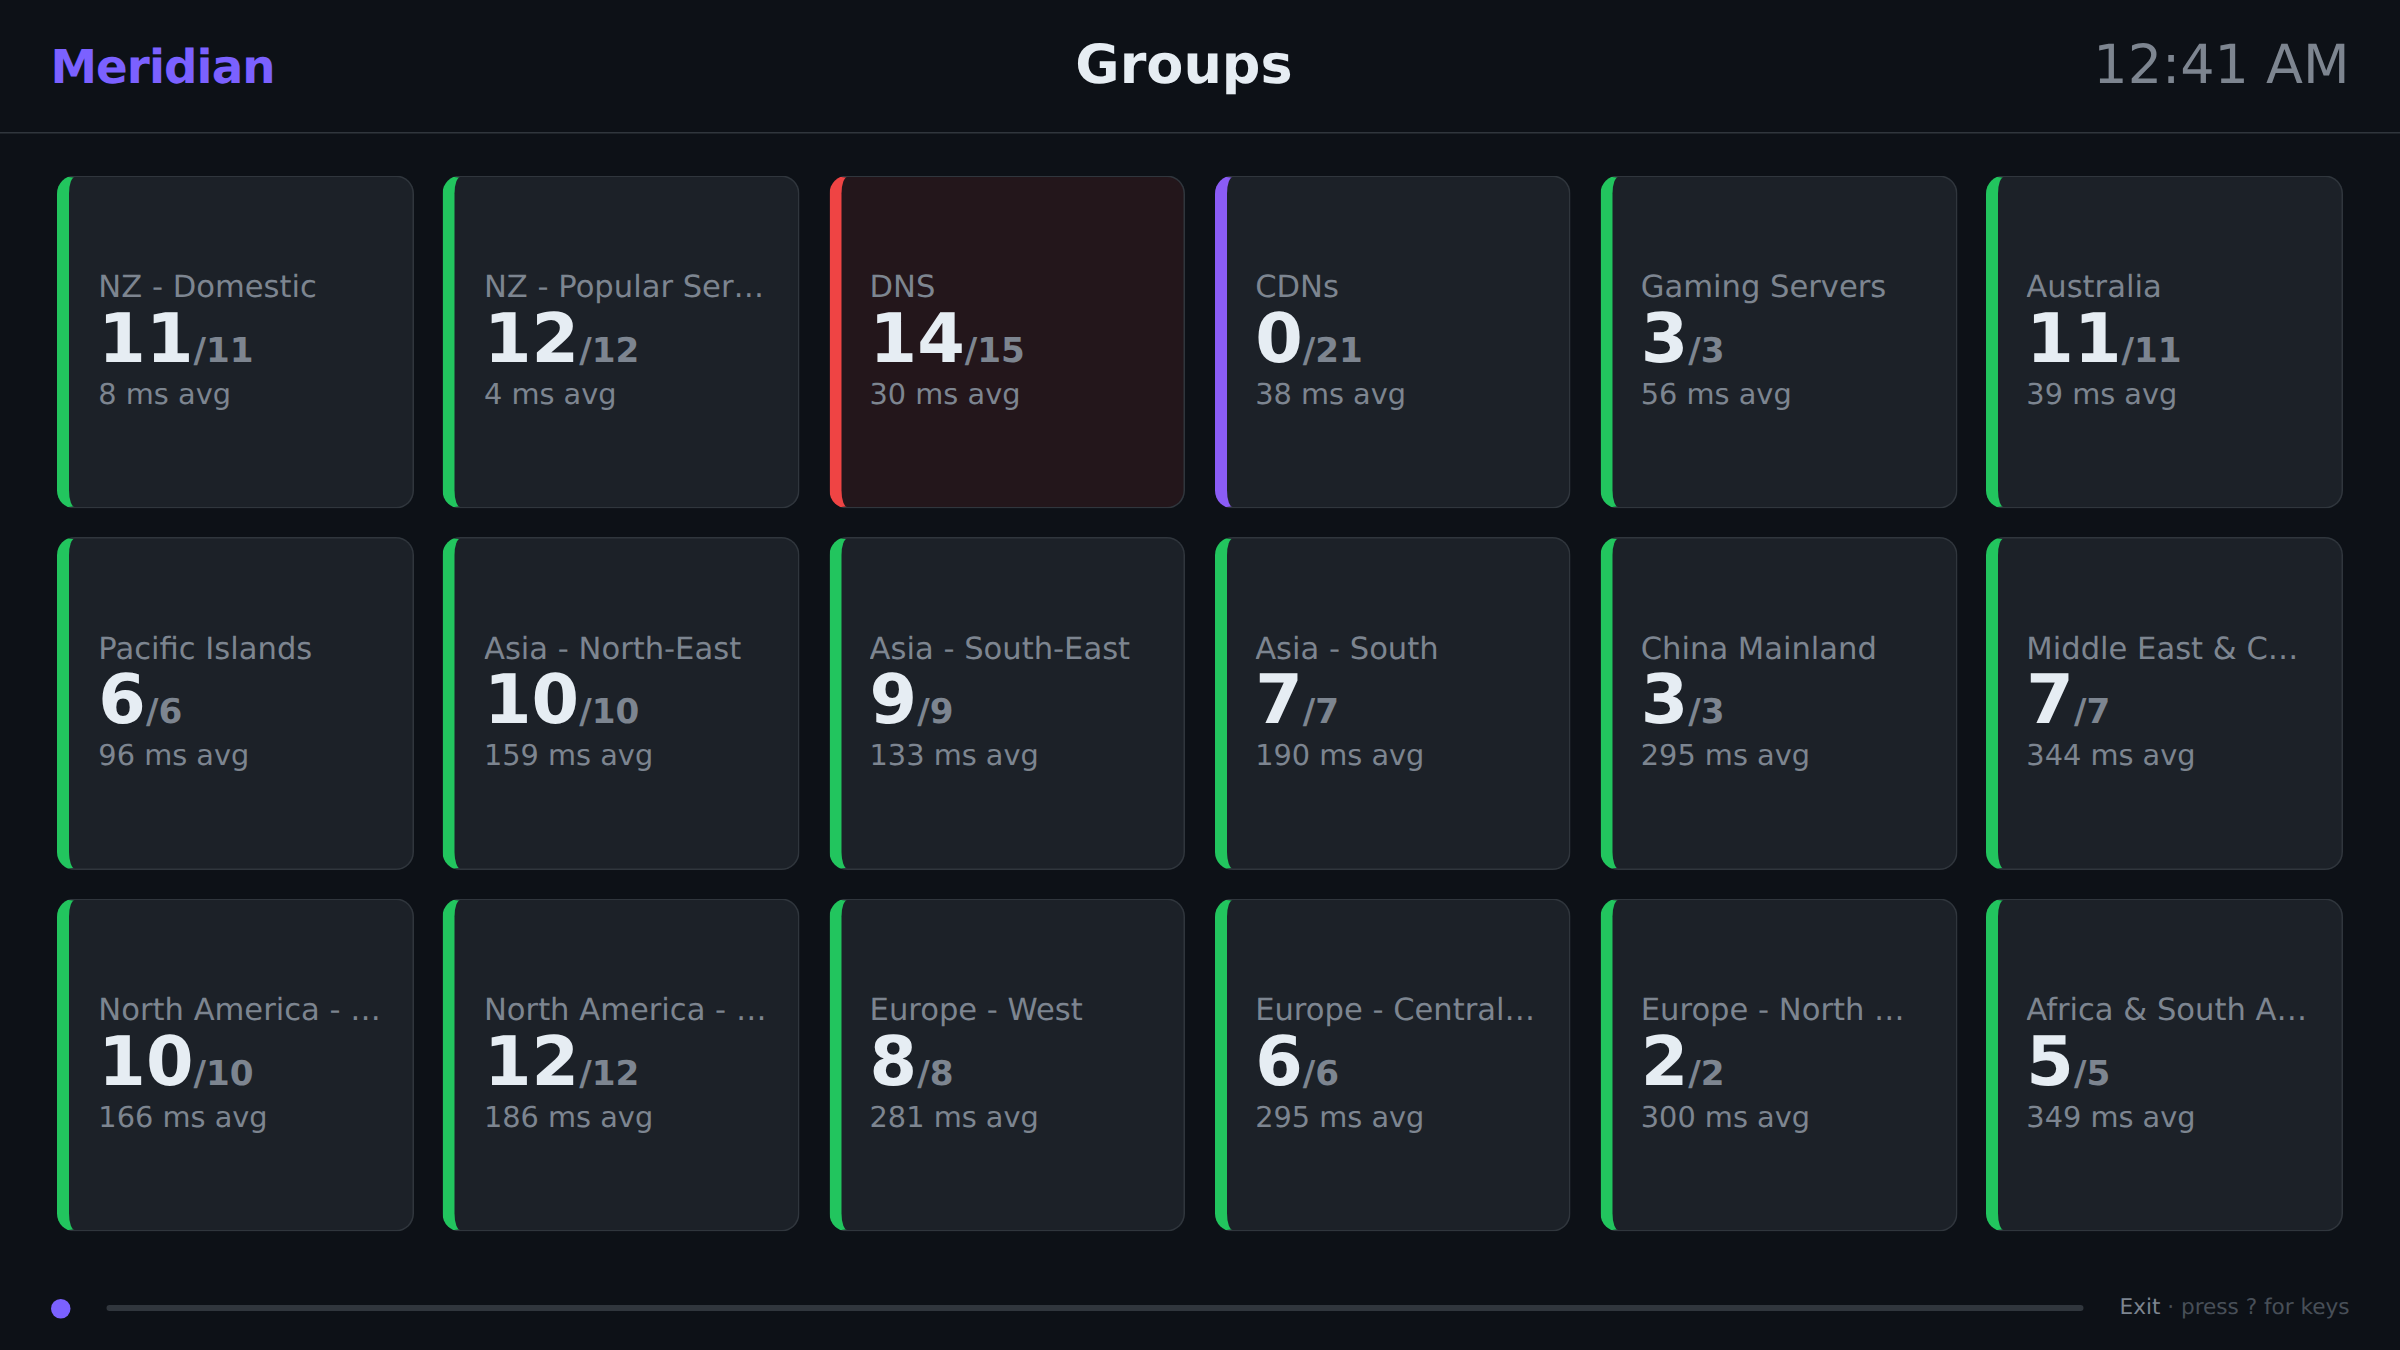 Meridian
Groups
12:41 AM
NZ - Domestic
11/11
8 ms avg
NZ - Popular Ser...
12/12
4 ms avg
DNS
14/15
30 ms avg
CDNs
0/21
38 ms avg
Gaming Servers
3/3
56 ms avg
Australia
11/11
39 ms avg
Pacific Islands
6/6
96 ms avg
Asia - North-East
10/10
159 ms avg
Asia - South-East
9/9
133 ms avg
Asia - South
7/7
190 ms avg
China Mainland
3/3
295 ms avg
Middle East & C...
7/7
344 ms avg
North America - ...
10/10
166 ms avg
North America - ...
12/12
186 ms avg
Europe - West
8/8
281 ms avg
Europe - Central...
6/6
295 ms avg
Europe - North ...
2/2
300 ms avg
Africa & South A...
5/5
349 ms avg
Exit · press ? for keys